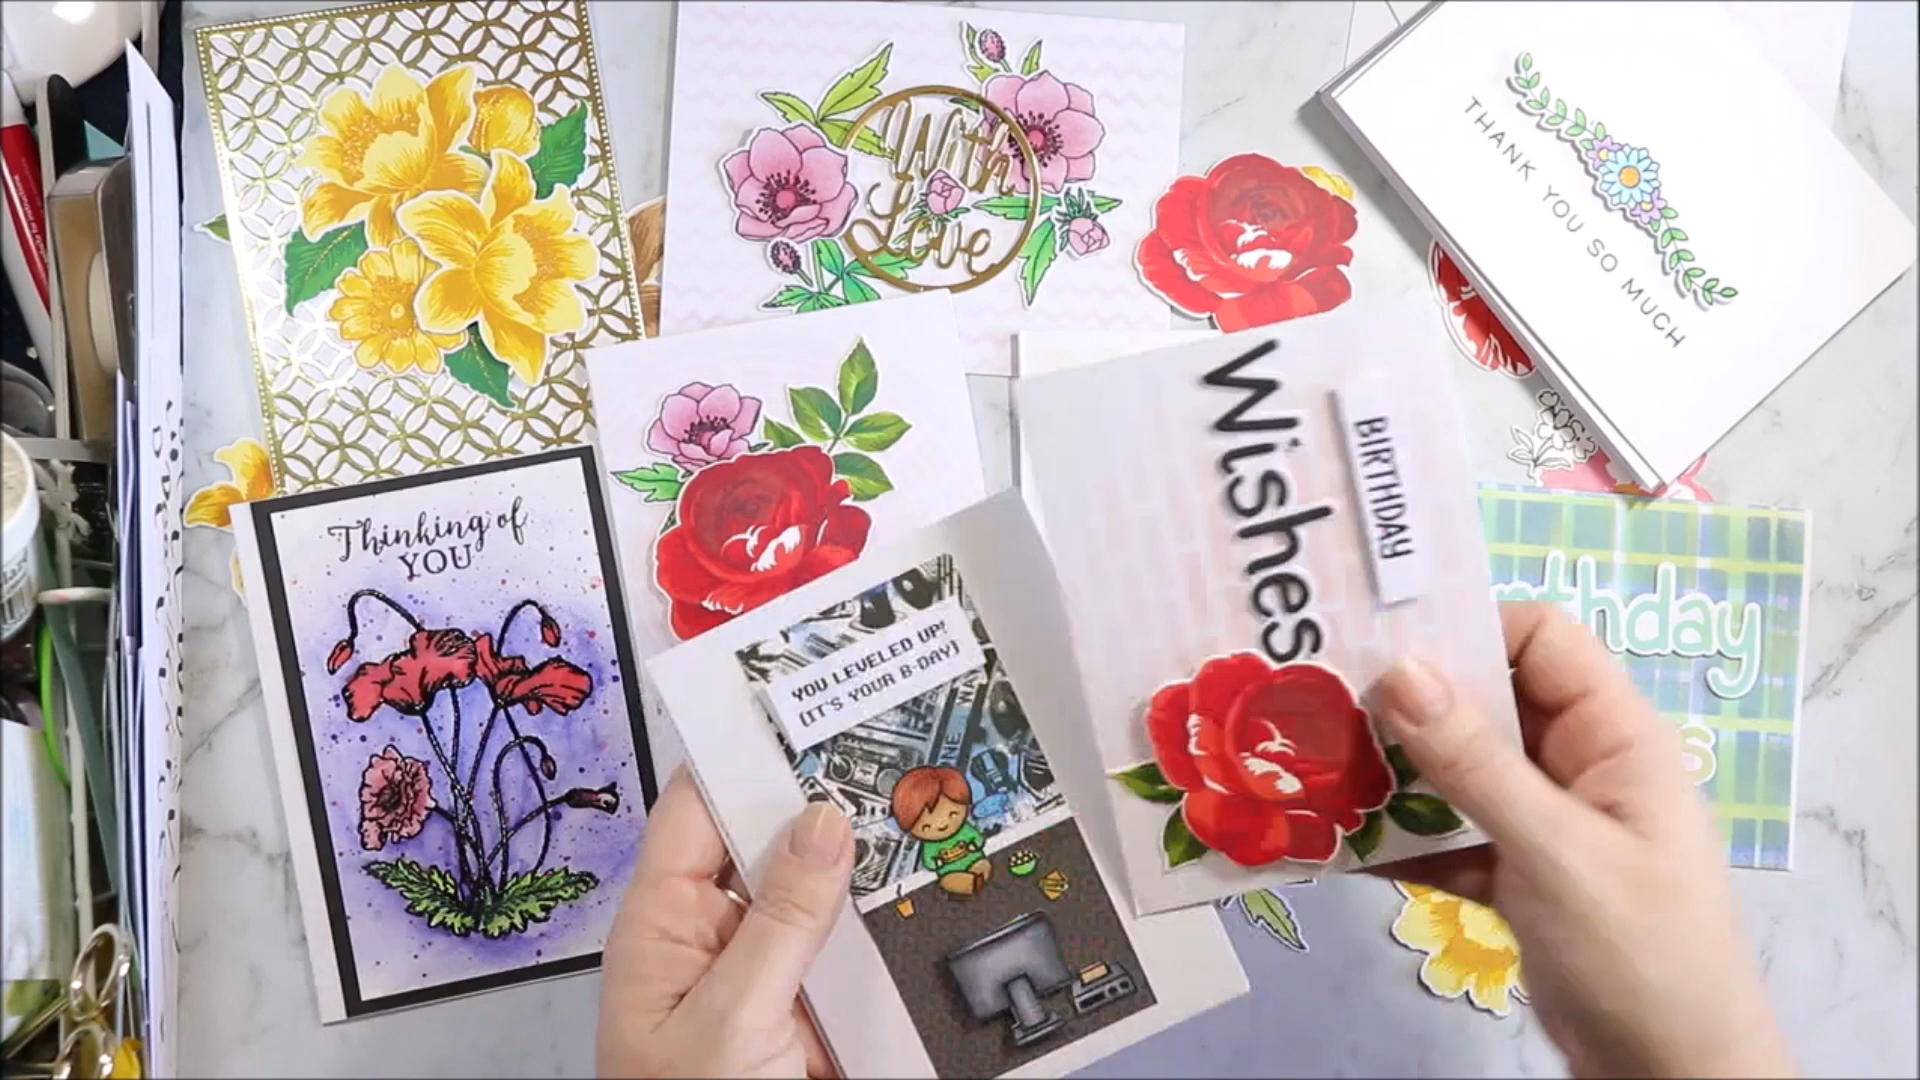 With
Love
THANK YOU SO MUCH
Thinking of
YOU
Wishes
BIRTHDAY
YOU LEVELED UP!
(IT'S YOUR B-DAY)